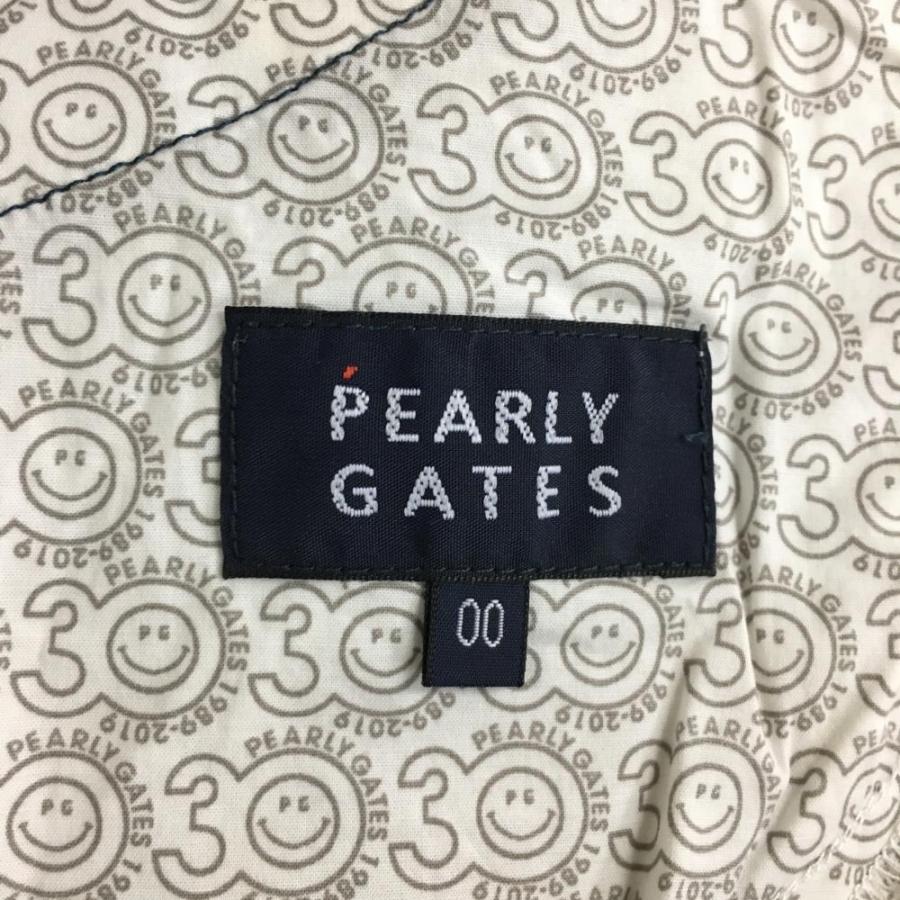 PEARLY
GATES
00
30
PG
PEARLY GATES 1989-2019